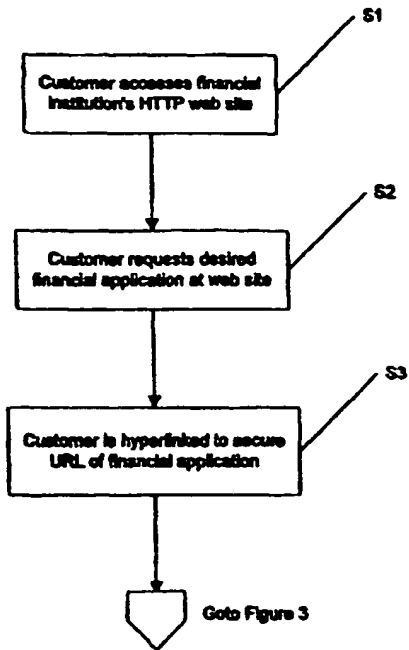 S1
Customer accesses financial
institution's HTTP web site
S2
Customer requests desired
financial application at web site
S3
Customer is hyperlinked to secure
URL of financial application
Goto Figure 3